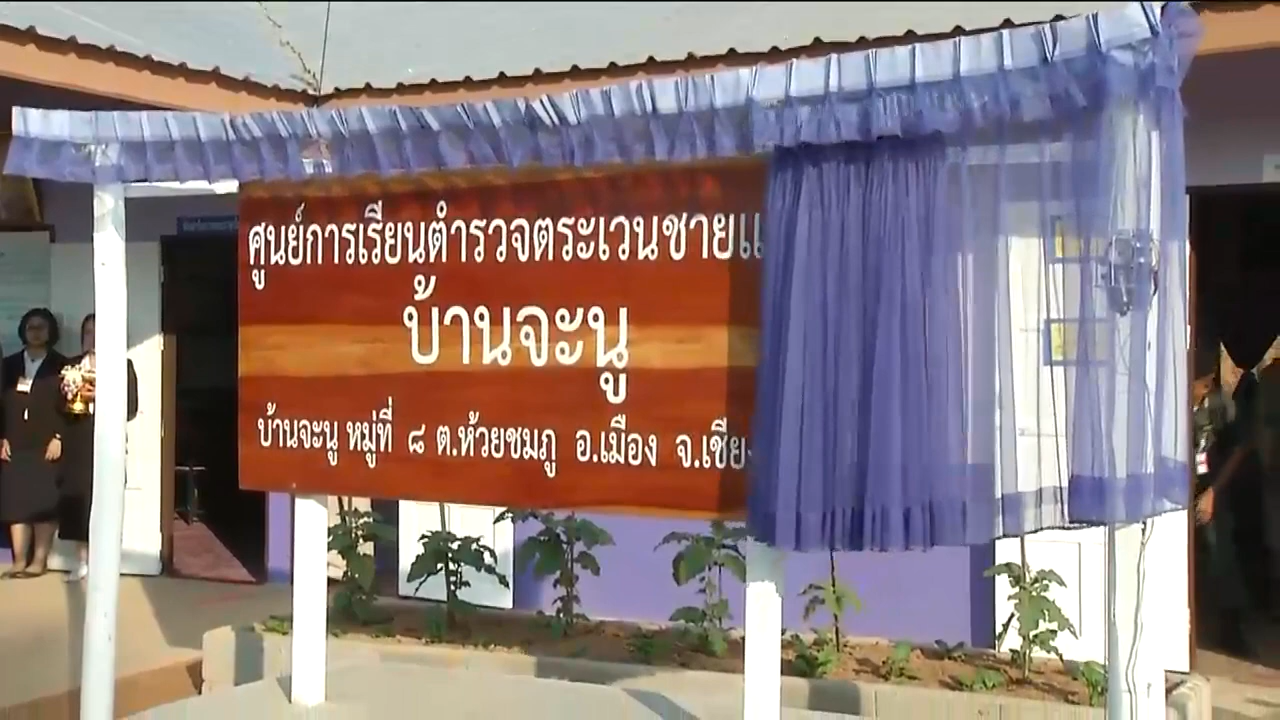 ศูนย์การเรียนตำรวจตระเวนชายแ
บ้านจะนู
บ้านจะนู หมู่ที่ ๘ ต.ห้วยชมภู อ.เมือง จ.เชียง